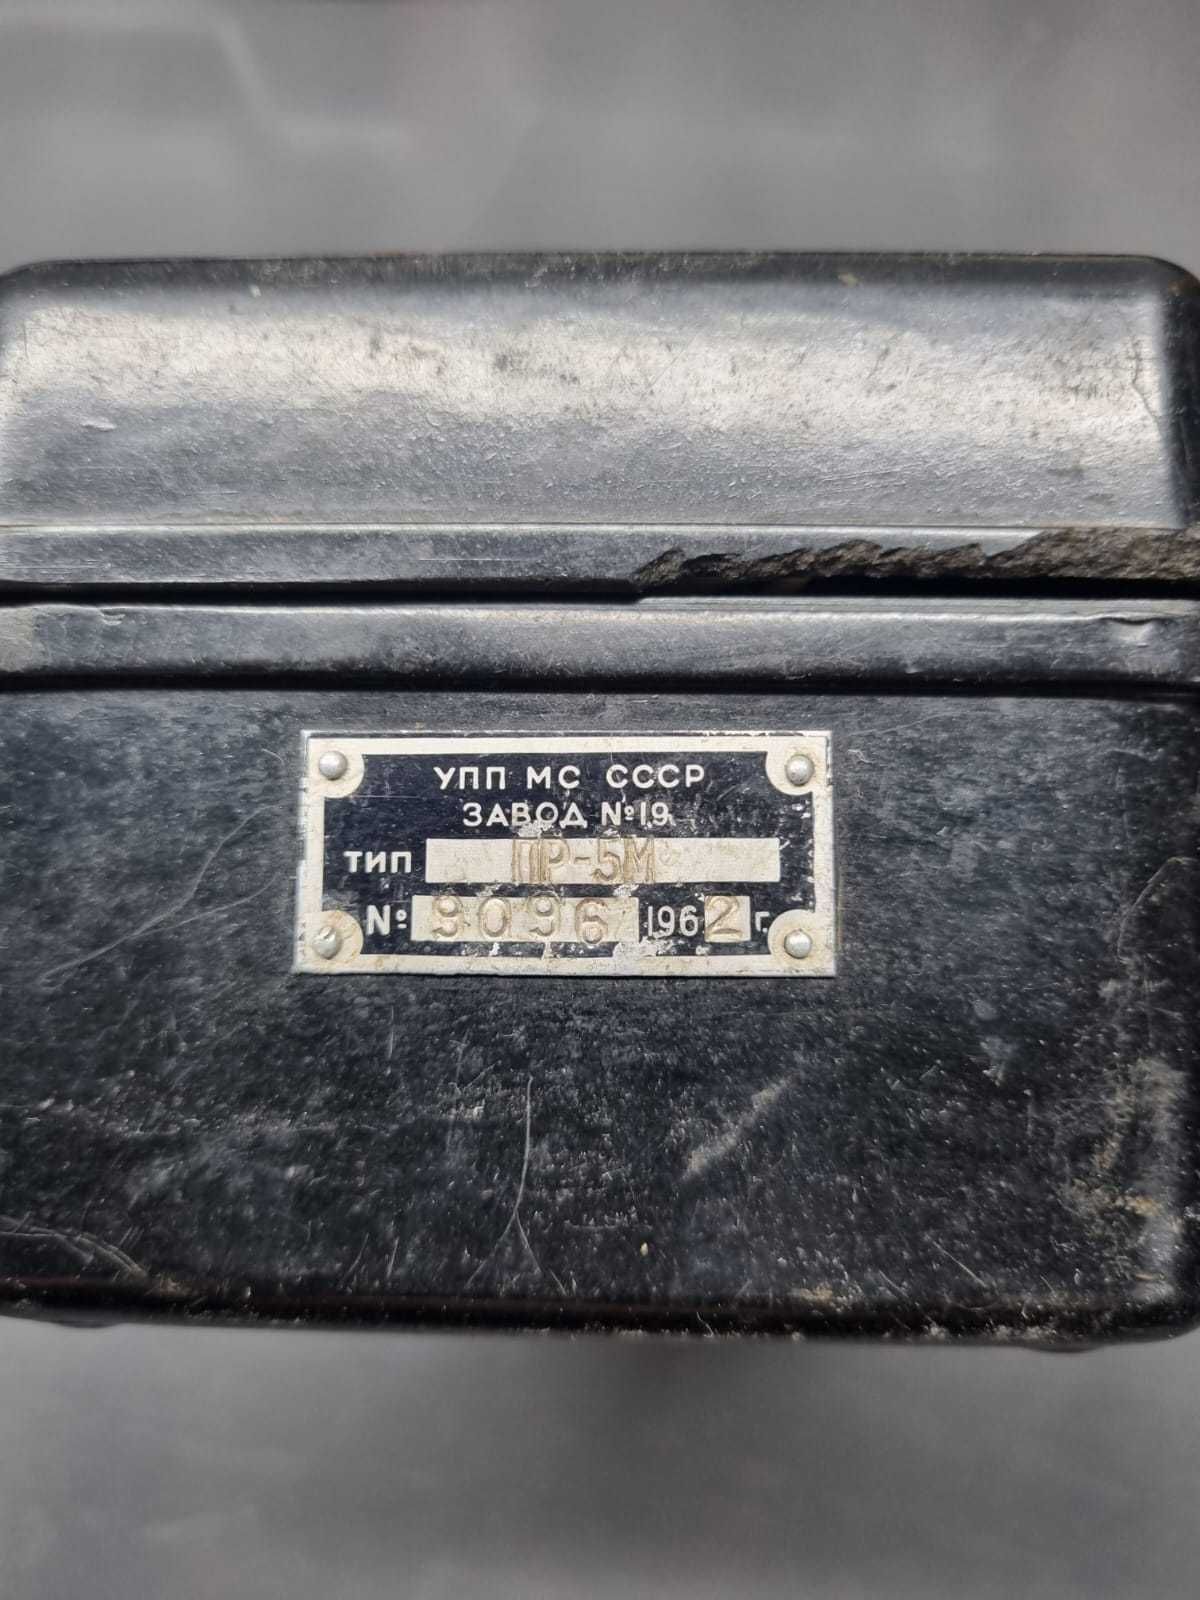 УПП МС СССР
ЗАВОД №19
ТИП ПР-5М
№ 9096 1962 г.